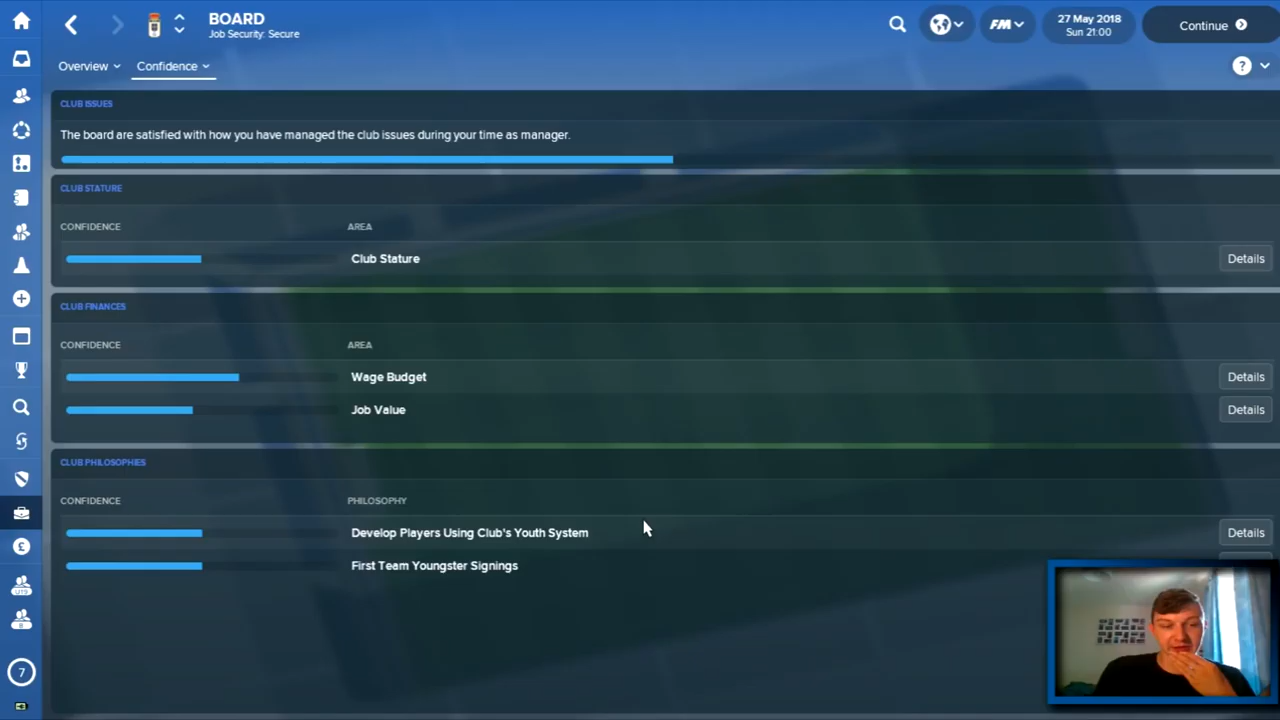 BOARD
Job Security: Secure
FM
27 May 2018
Sun 21:00
Continue
Overview
Confidence
?
CLUB ISSUES
The board are satisfied with how you have managed the club issues during your time as manager.
CLUB STATURE
CONFIDENCE AREA
Club Stature Details
CLUB FINANCES
CONFIDENCE AREA
Wage Budget Details
Job Value Details
CLUB PHILOSOPHIES
CONFIDENCE PHILOSOPHY
Develop Players Using Club's Youth System Details
First Team Youngster Signings
£
U19
7